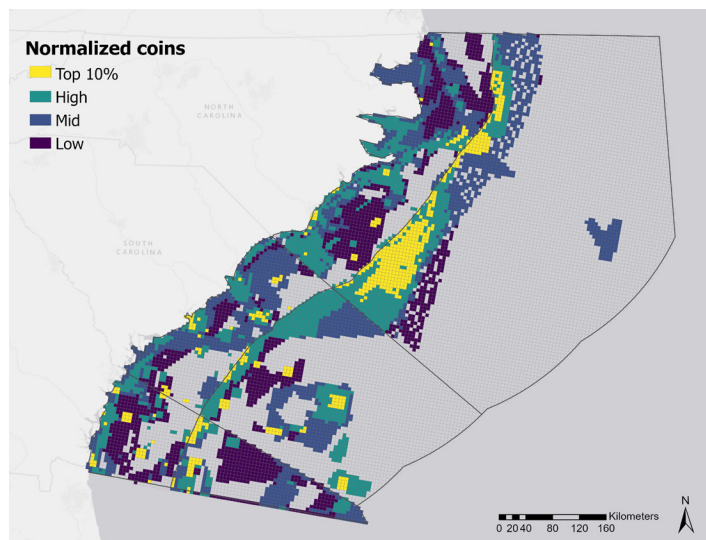 Normalized coins
Top 10%
High
Mid
Low
NORTH
CAROLINA
SOUTH
CAROLINA
N
Kilometers
0 20 40 80 120 160